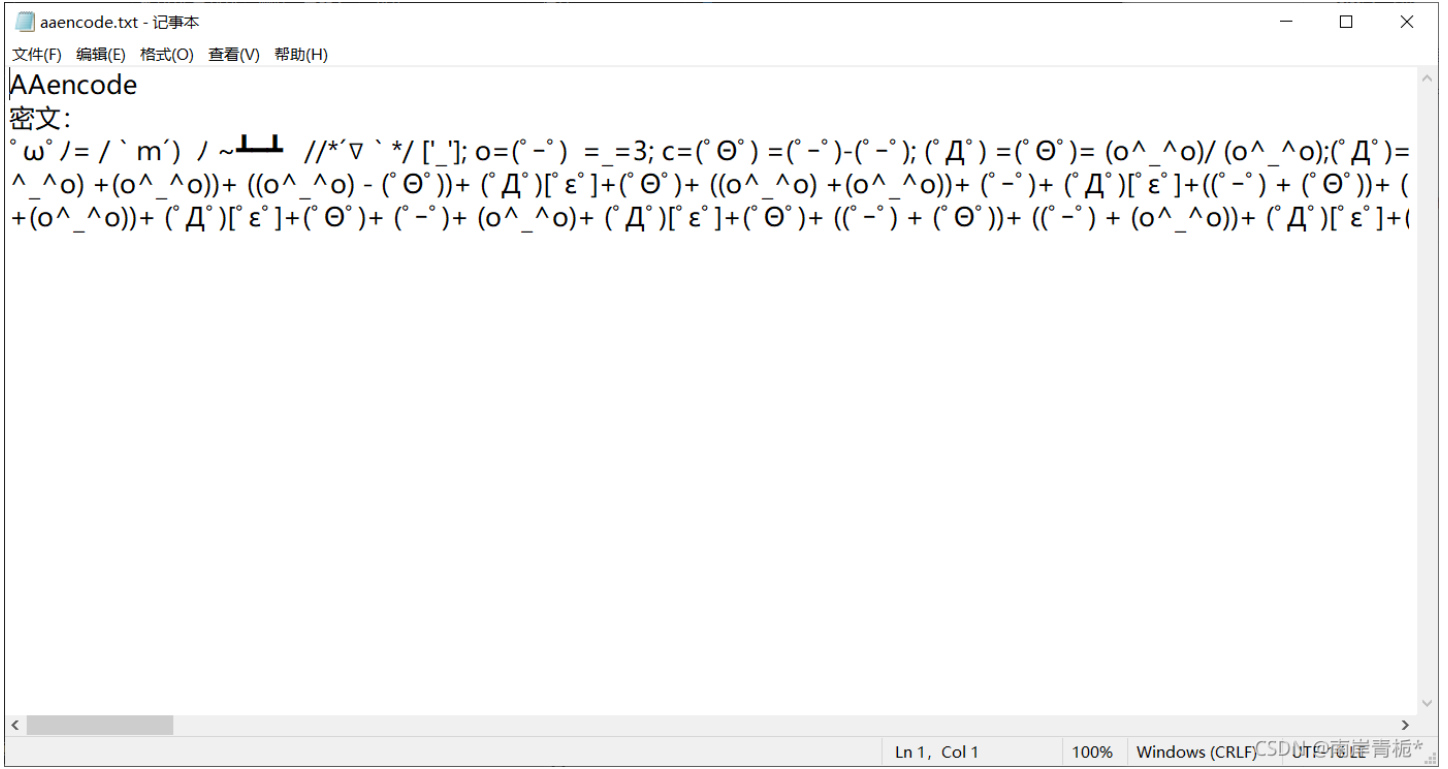 aaencode.txt - 记事本
文件(F) 编辑(E) 格式(O) 查看(V) 帮助(H)
AAencode
密文：
ﾟωﾟﾉ= /｀ｍ´）ﾉ ~┻━┻   //*´∇｀*/ ['_']; o=(ﾟｰﾟ)  =_=3; c=(ﾟΘﾟ) =(ﾟｰﾟ)-(ﾟｰﾟ); (ﾟДﾟ) =(ﾟΘﾟ)= (o^_^o)/ (o^_^o);(ﾟДﾟ)=
^_^o) +(o^_^o))+ ((o^_^o) - (ﾟΘﾟ))+ (ﾟДﾟ)[ﾟεﾟ]+(ﾟΘﾟ)+ ((o^_^o) +(o^_^o))+ (ﾟｰﾟ)+ (ﾟДﾟ)[ﾟεﾟ]+((ﾟｰﾟ) + (ﾟΘﾟ))+ (
+(o^_^o))+ (ﾟДﾟ)[ﾟεﾟ]+(ﾟΘﾟ)+ (ﾟｰﾟ)+ (o^_^o)+ (ﾟДﾟ)[ﾟεﾟ]+(ﾟΘﾟ)+ ((ﾟｰﾟ) + (ﾟΘﾟ))+ ((ﾟｰﾟ) + (o^_^o))+ (ﾟДﾟ)[ﾟεﾟ]+(
Ln 1，Col 1 100% Windows (CRLF) UTF-16 LE
CSDN @南岸青栀*